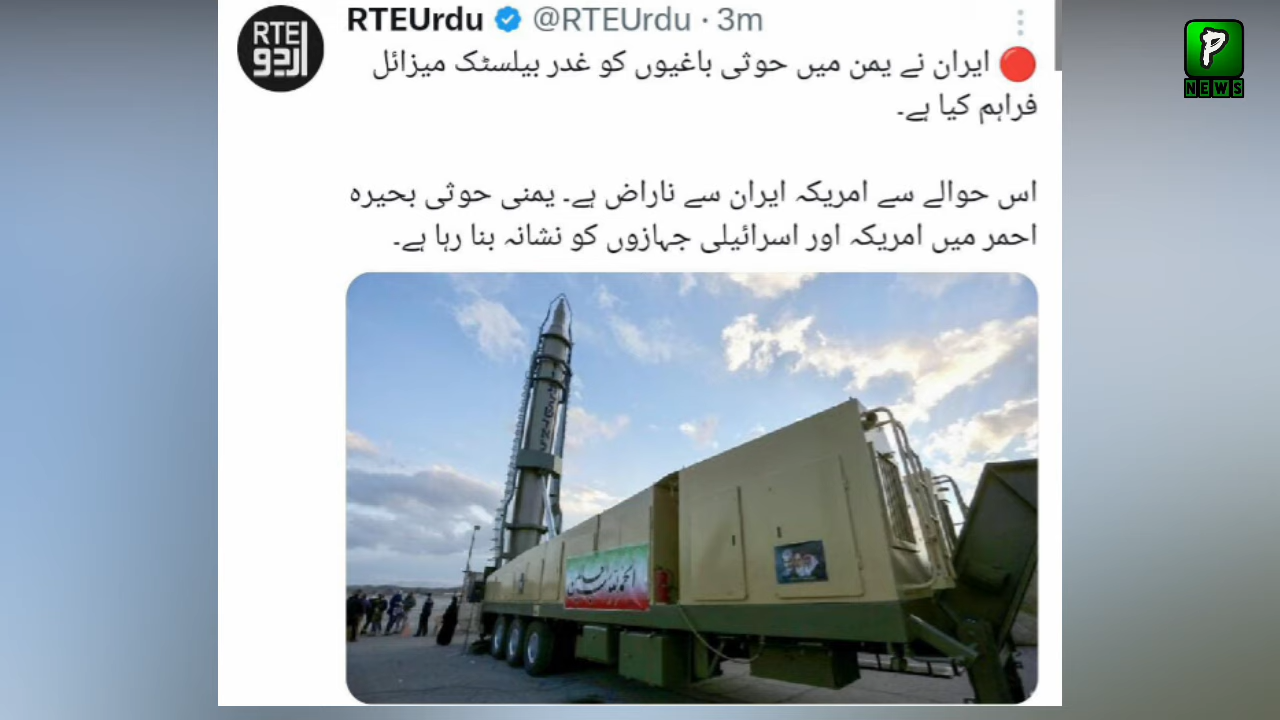 RTE
اردو
RTEUrdu @RTEUrdu · 3m
🔴 ایران نے یمن میں حوثی باغیوں کو غدر بیلسٹک میزائل
فراہم کیا ہے۔
اس حوالے سے امریکہ ایران سے ناراض ہے۔ یمنی حوثی بحیرہ
احمر میں امریکہ اور اسرائیلی جہازوں کو نشانہ بنا رہا ہے۔
P
NEWS